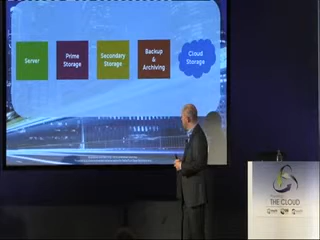 Server
Prime
Storage
Secondary
Storage
Backup
&
Archiving
Cloud
Storage
THE CLOUD